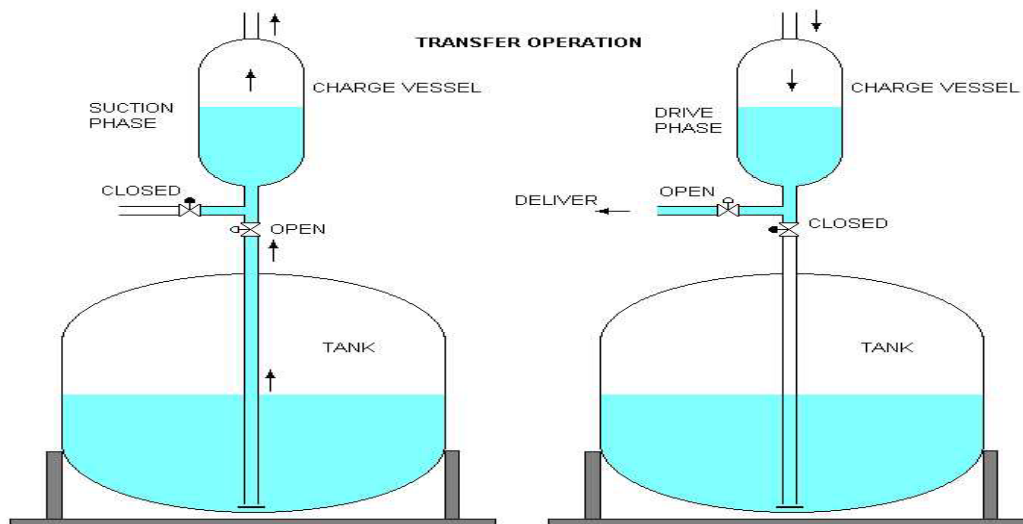 TRANSFER OPERATION
CHARGE VESSEL
SUCTION
PHASE
CLOSED
OPEN
TANK
CHARGE VESSEL
DRIVE
PHASE
OPEN
DELIVER
CLOSED
TANK